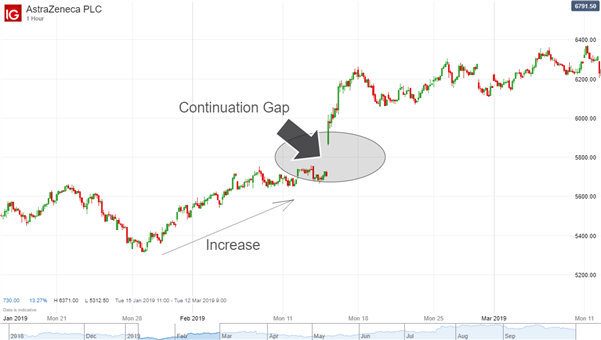 IG
AstraZeneca PLC
1 Hour
6791.50
6400.00
6200.00
6000.00
5800.00
5600.00
5400.00
5200.00
Continuation Gap
Increase
730.00 13.27% H 6371.00 L 5312.50 Tue 15 Jan 2019 11:00 - Tue 12 Mar 2019 9:00
Data is indicative
Jan 2019 Mon 21 Mon 28 Feb 2019 Mon 11 Mon 18 Mon 25 Mar 2019 Mon 11
2018 Dec 2019 Feb Mar Apr May Jun Jul Aug Sep